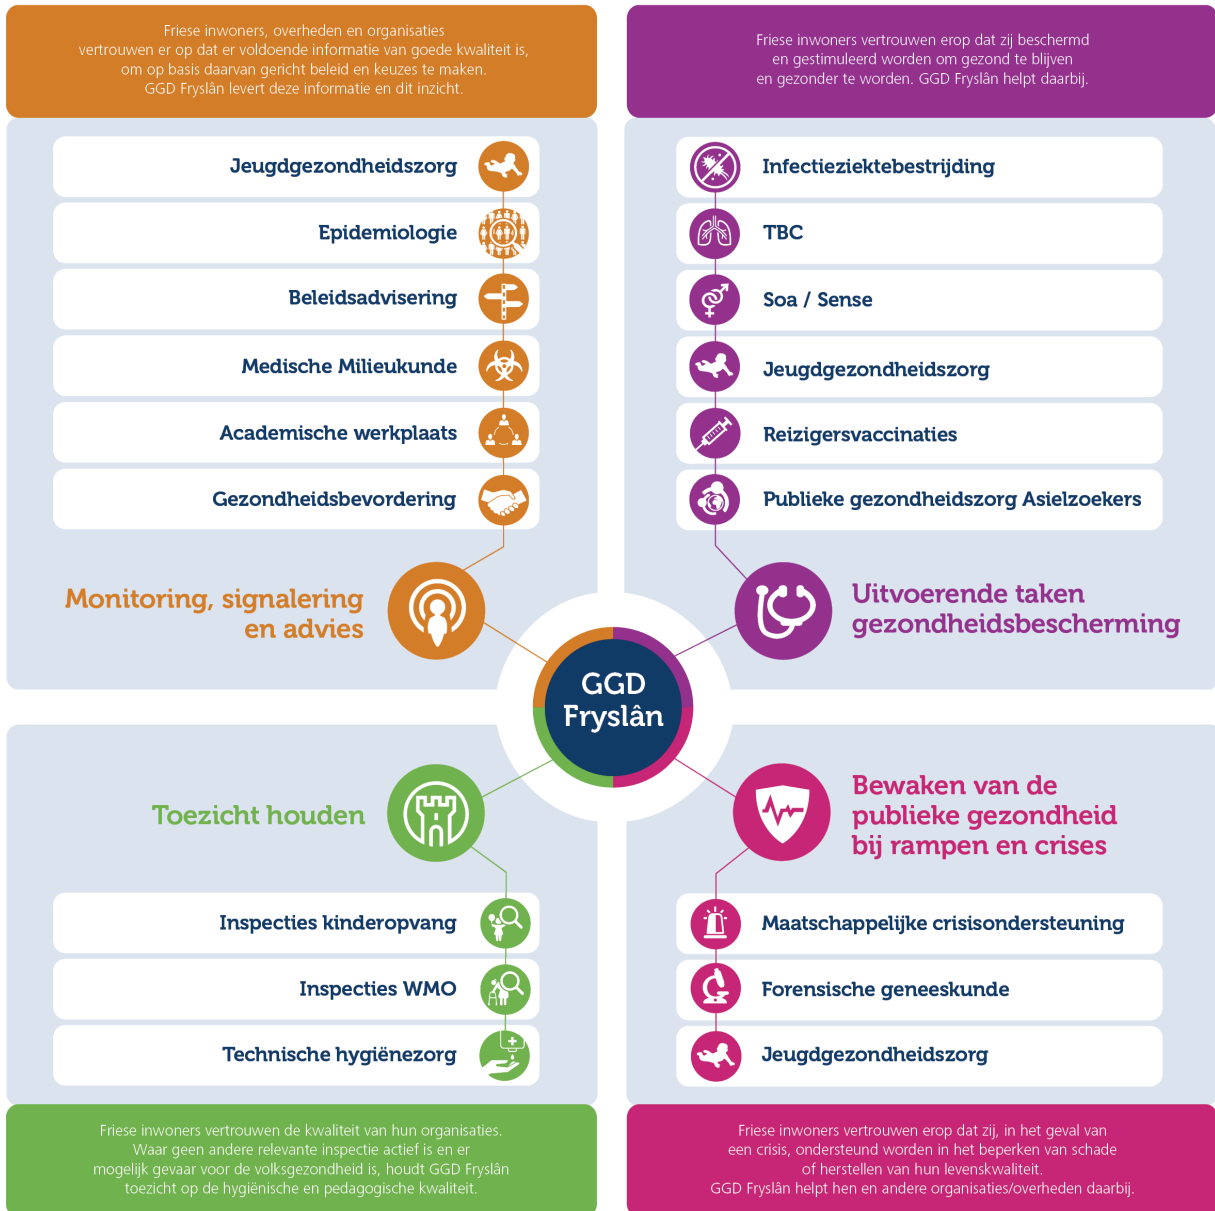 Friese inwoners, overheden en organisaties
vertrouwen er op dat er voldoende informatie van goede kwaliteit is,
om op basis daarvan gericht beleid en keuzes te maken.
GGD Fryslân levert deze informatie en dit inzicht.
Jeugdgezondheidszorg
Epidemiologie
Beleidsadvisering
Medische Milieukunde
Academische werkplaats
Gezondheidsbevordering
Monitoring, signalering
en advies
Friese inwoners vertrouwen erop dat zij beschermd
en gestimuleerd worden om gezond te blijven
en gezonder te worden. GGD Fryslân helpt daarbij.
Infectieziektebestrijding
TBC
Soa / Sense
Jeugdgezondheidszorg
Reizigersvaccinaties
Publieke gezondheidszorg Asielzoekers
Uitvoerende taken
gezondheidsbescherming
GGD
Fryslân
Toezicht houden
Inspecties kinderopvang
Inspecties WMO
Technische hygiënezorg
Friese inwoners vertrouwen de kwaliteit van hun organisaties.
Waar geen andere relevante inspectie actief is en er
mogelijk gevaar voor de volksgezondheid is, houdt GGD Fryslân
toezicht op de hygiënische en pedagogische kwaliteit.
Bewaken van de
publieke gezondheid
bij rampen en crises
Maatschappelijke crisisondersteuning
Forensische geneeskunde
Jeugdgezondheidszorg
Friese inwoners vertrouwen erop dat zij, in het geval van
een crisis, ondersteund worden in het beperken van schade
of herstellen van hun levenskwaliteit.
GGD Fryslân helpt hen en andere organisaties/overheden daarbij.